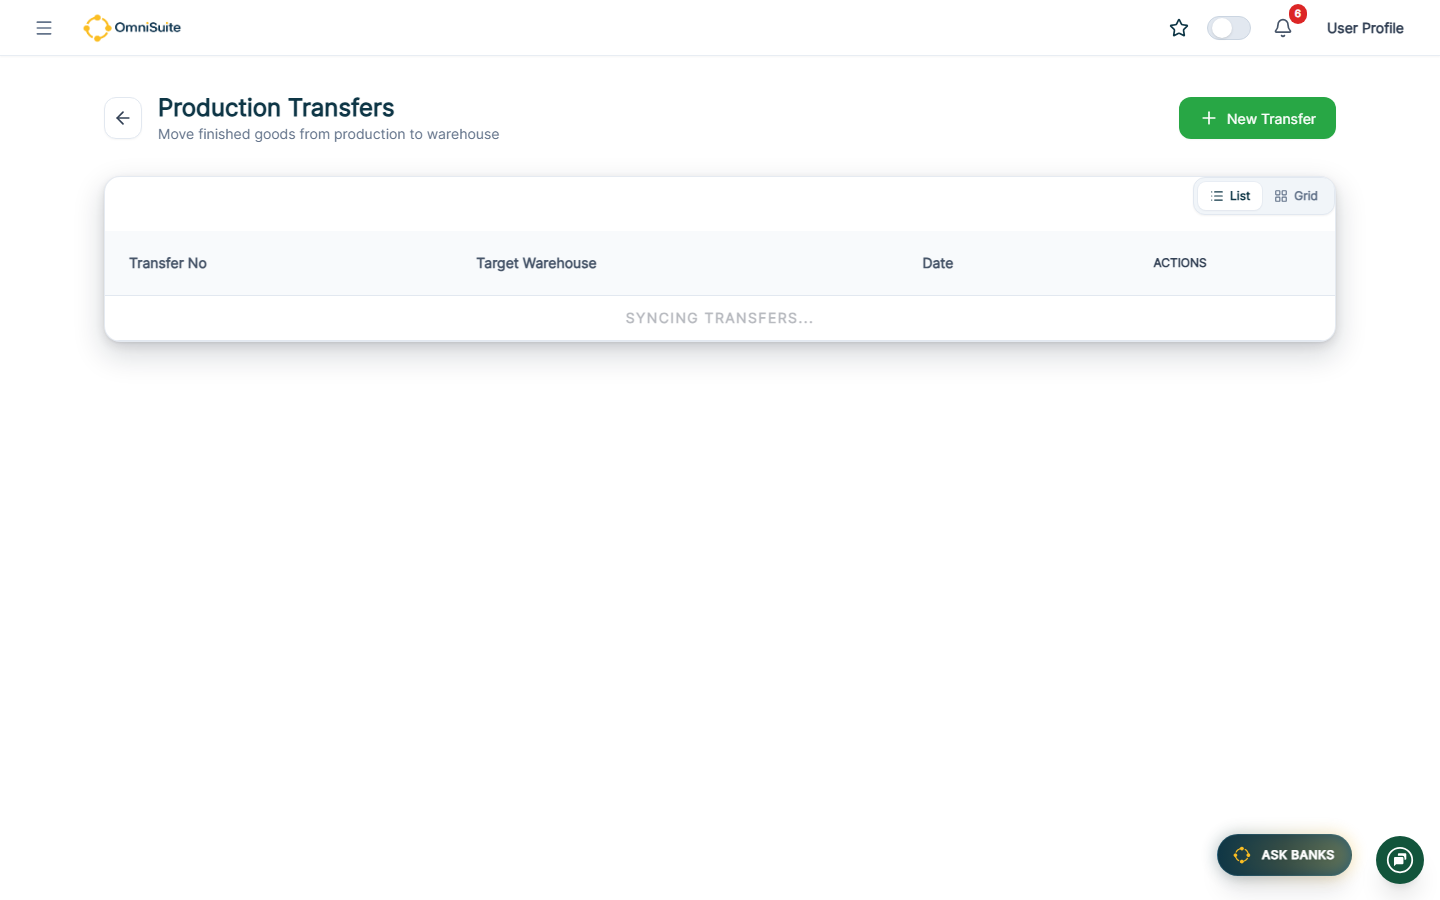 OmniSuite
6
User Profile
Production Transfers
Move finished goods from production to warehouse
New Transfer
List
Grid
Transfer No
Target Warehouse
Date
ACTIONS
SYNCING TRANSFERS...
ASK BANKS